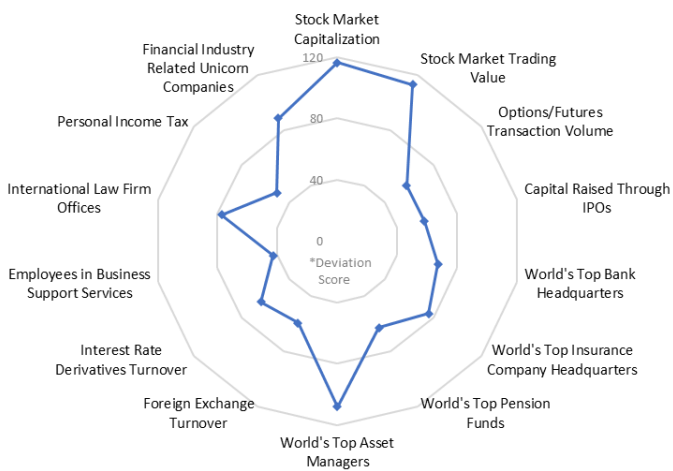 Stock Market
Capitalization
Stock Market Trading
Value
Options/Futures
Transaction Volume
Capital Raised Through
IPOs
World's Top Bank
Headquarters
World's Top Insurance
Company Headquarters
World's Top Pension
Funds
World's Top Asset
Managers
Foreign Exchange
Turnover
Interest Rate
Derivatives Turnover
Employees in Business
Support Services
International Law Firm
Offices
Personal Income Tax
Financial Industry
Related Unicorn
Companies
120
80
40
0
*Deviation
Score